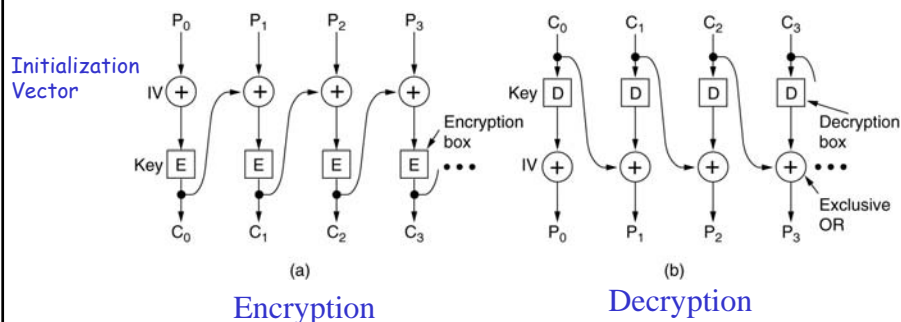 P₀ P₁ P₂ P₃
Initialization
Vector
IV + + + +
Encryption
box
Key E E E E •••
C₀ C₁ C₂ C₃
(a)
Encryption
C₀ C₁ C₂ C₃
Key D D D D
Decryption
box
IV + + + + •••
Exclusive
OR
P₀ P₁ P₂ P₃
(b)
Decryption